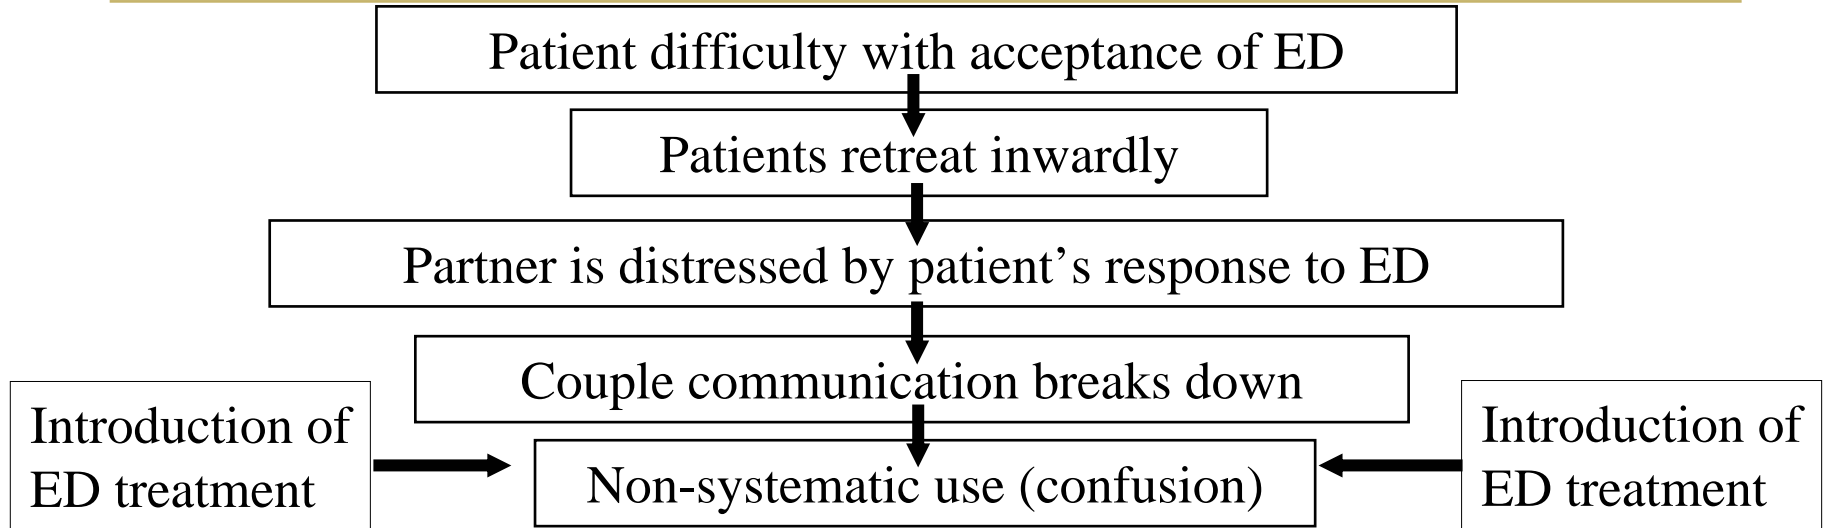 Patient difficulty with acceptance of ED
Patients retreat inwardly
Partner is distressed by patient’s response to ED
Couple communication breaks down
Introduction of
ED treatment
Non-systematic use (confusion)
Introduction of
ED treatment